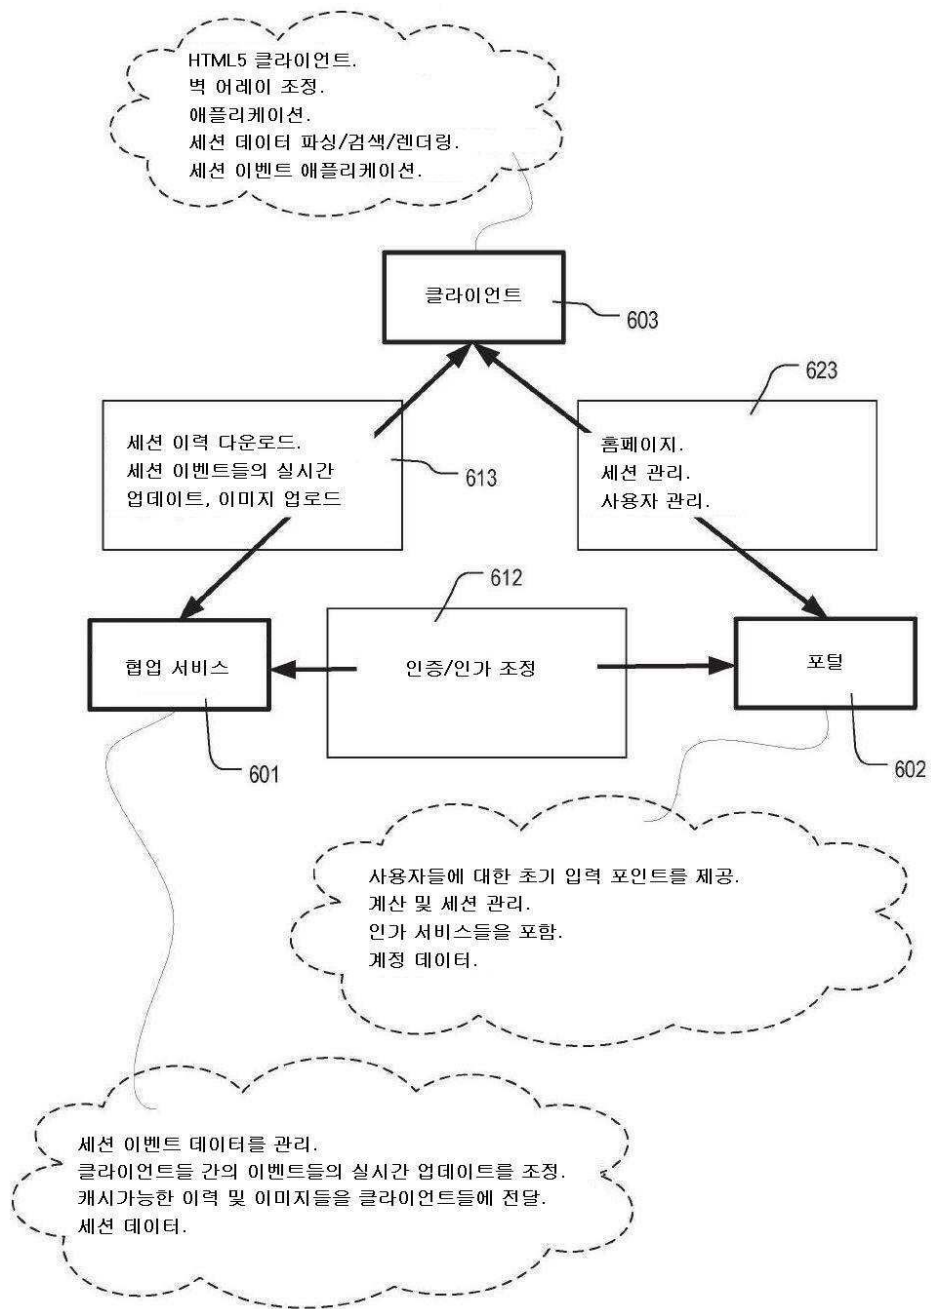 HTML5 클라이언트.
벽 어레이 조정.
애플리케이션.
세션 데이터 파싱/검색/렌더링.
세션 이벤트 애플리케이션.
클라이언트
603
623
세션 이력 다운로드.
세션 이벤트들의 실시간
업데이트, 이미지 업로드
613
홈페이지.
세션 관리.
사용자 관리.
612
협업 서비스
인증/인가 조정
포털
601
602
사용자들에 대한 초기 입력 포인트를 제공.
계산 및 세션 관리.
인가 서비스들을 포함.
계정 데이터.
세션 이벤트 데이터를 관리.
클라이언트들 간의 이벤트들의 실시간 업데이트를 조정.
캐시가능한 이력 및 이미지들을 클라이언트들에 전달.
세션 데이터.